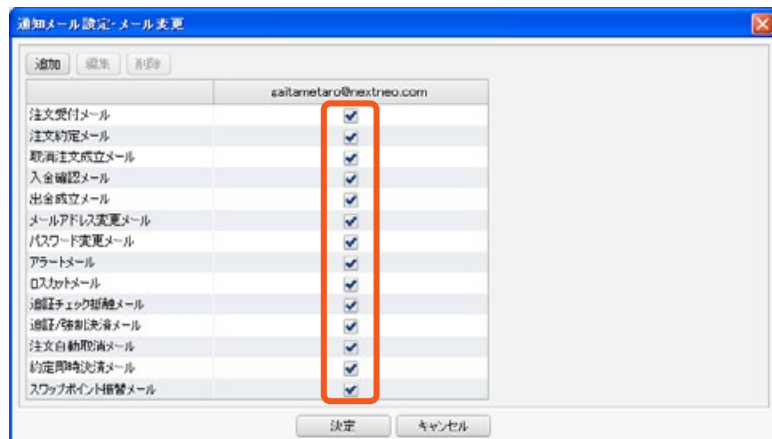 通知メール設定-メール変更
追加 編集 削除
saitametaro@nextneo.com
注文受付メール
注文約定メール
取消注文成立メール
入金確認メール
出金成立メール
メールアドレス変更メール
パスワード変更メール
アラートメール
ロスカットメール
追証チェック抵触メール
追証/強制決済メール
注文自動取消メール
約定即時決済メール
スワップポイント振替メール
決定 キャンセル